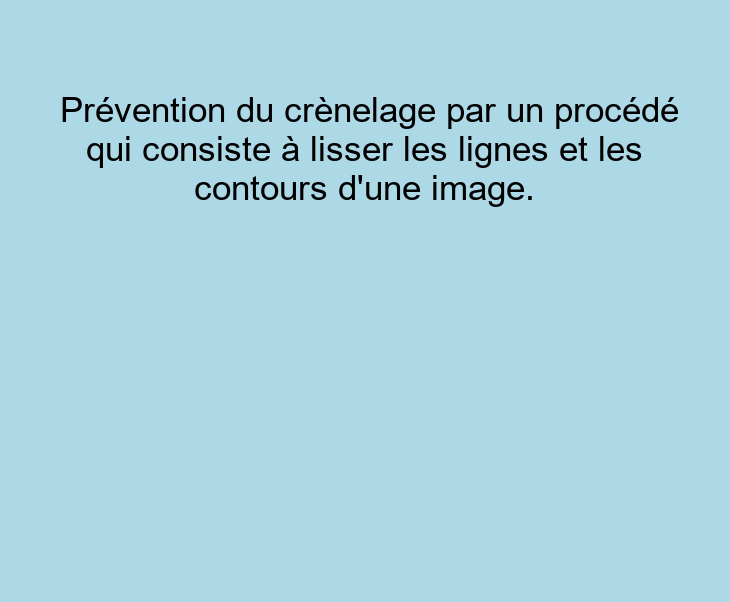 Prévention du crènelage par un procédé
qui consiste à lisser les lignes et les
contours d'une image.